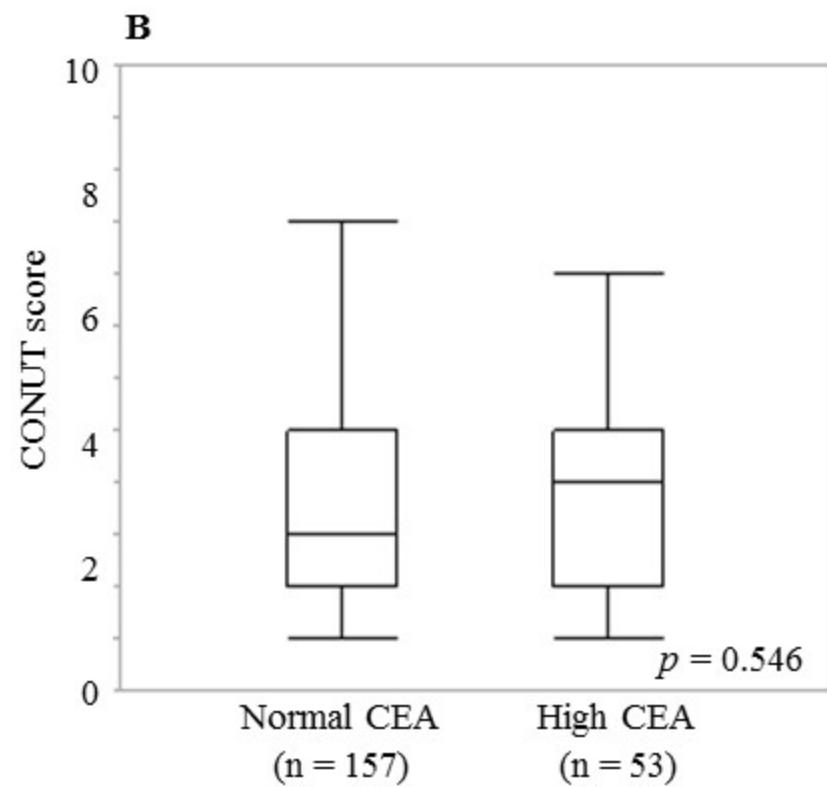 B
10
8
6
4
2
0
CONUT score
p = 0.546
Normal CEA
(n = 157)
High CEA
(n = 53)